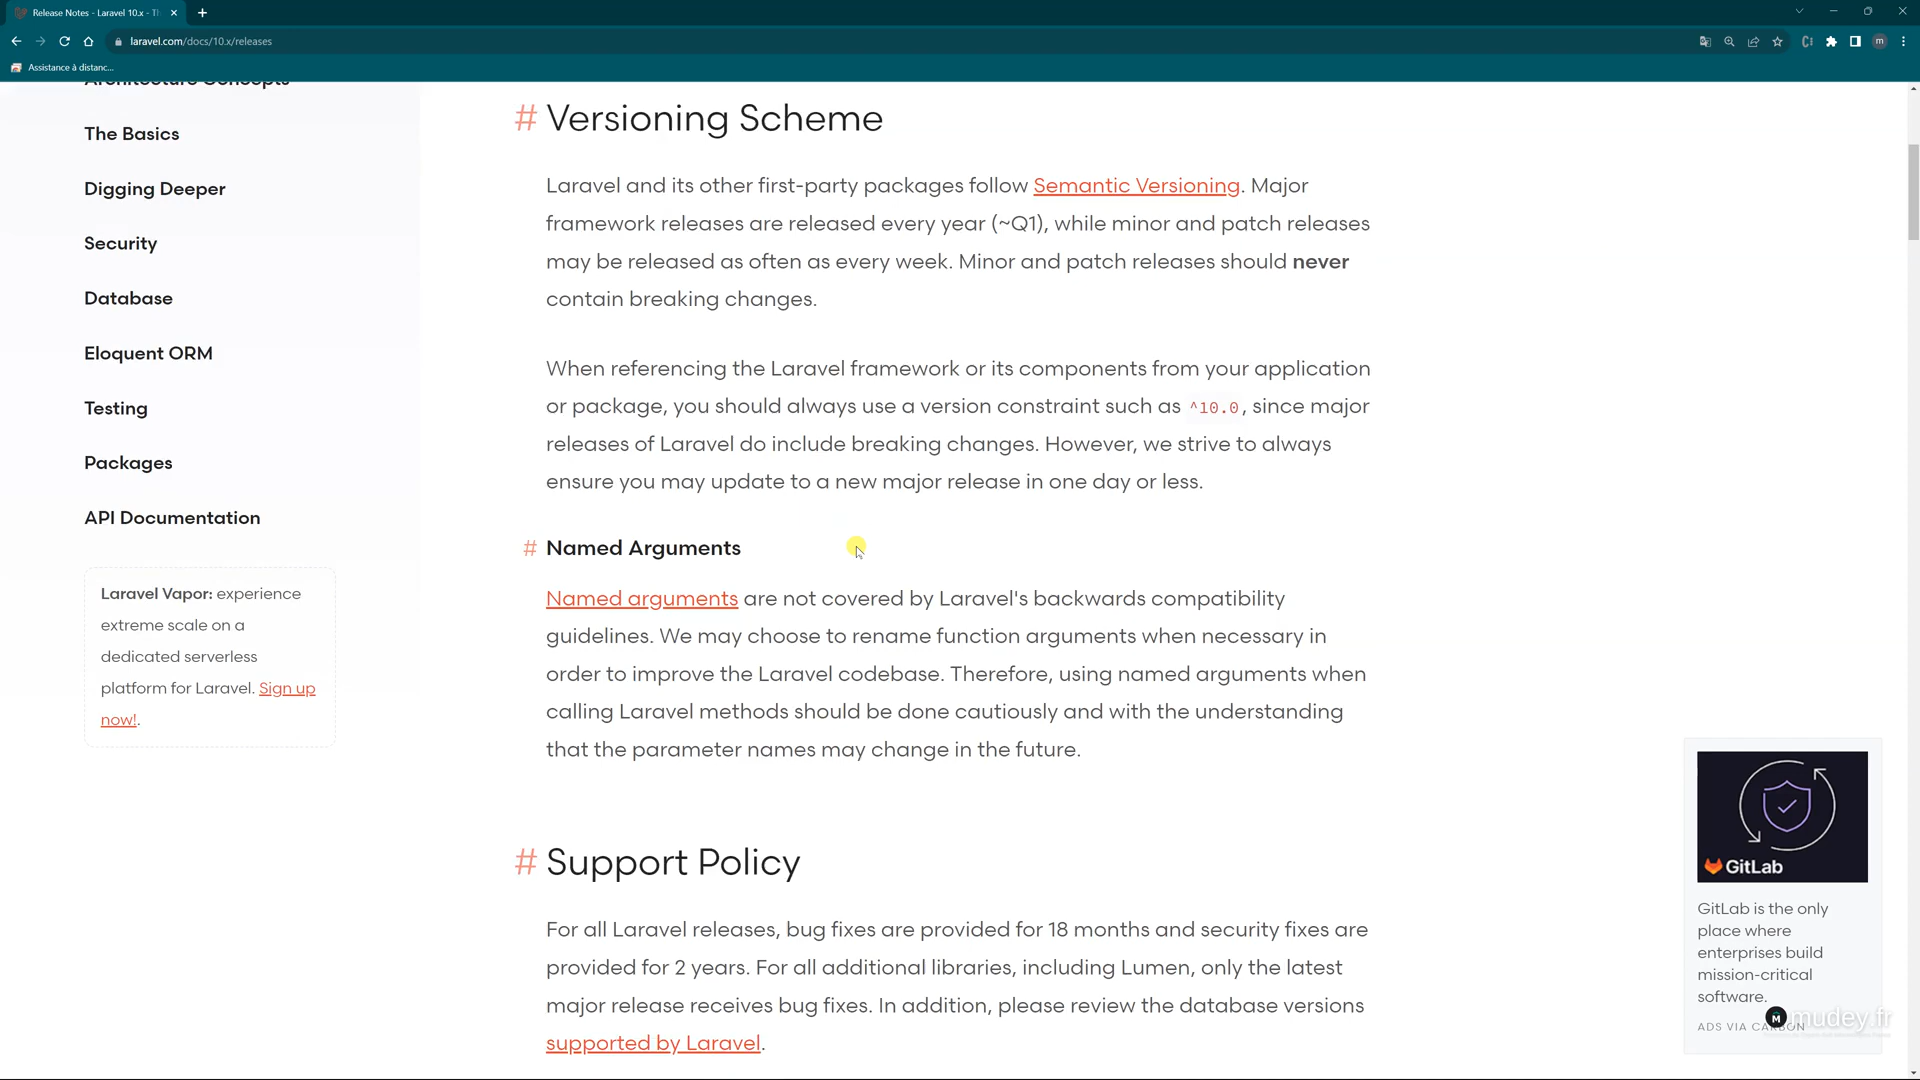 Release Notes - Laravel 10.x - Th
laravel.com/docs/10.x/releases
m
Assistance à distanc...
Architecture Concepts
The Basics
Digging Deeper
Security
Database
Eloquent ORM
Testing
Packages
API Documentation
Laravel Vapor: experience
extreme scale on a
dedicated serverless
platform for Laravel. Sign up
now!.
# Versioning Scheme
Laravel and its other first-party packages follow Semantic Versioning. Major
framework releases are released every year (~Q1), while minor and patch releases
may be released as often as every week. Minor and patch releases should never
contain breaking changes.
When referencing the Laravel framework or its components from your application
or package, you should always use a version constraint such as ^10.0, since major
releases of Laravel do include breaking changes. However, we strive to always
ensure you may update to a new major release in one day or less.
# Named Arguments
Named arguments are not covered by Laravel's backwards compatibility
guidelines. We may choose to rename function arguments when necessary in
order to improve the Laravel codebase. Therefore, using named arguments when
calling Laravel methods should be done cautiously and with the understanding
that the parameter names may change in the future.
# Support Policy
For all Laravel releases, bug fixes are provided for 18 months and security fixes are
provided for 2 years. For all additional libraries, including Lumen, only the latest
major release receives bug fixes. In addition, please review the database versions
supported by Laravel.
GitLab
GitLab is the only
place where
enterprises build
mission-critical
software.
ADS VIA CARBON
M mudey.fr